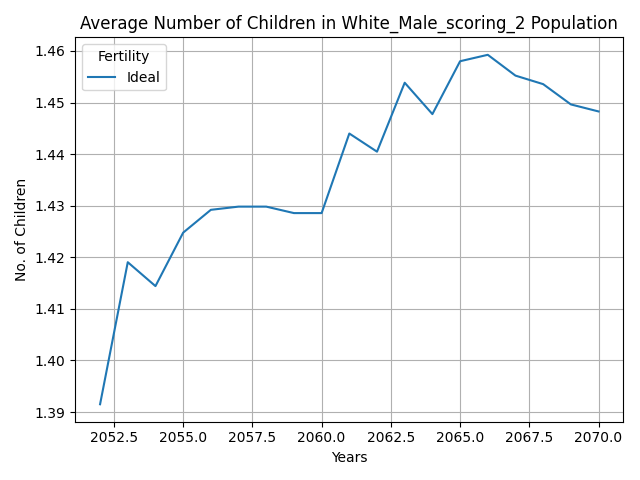 Average Number of Children in White_Male_scoring_2 Population
Fertility
Ideal
No. of Children
1.46
1.45
1.44
1.43
1.42
1.41
1.40
1.39
2052.5 2055.0 2057.5 2060.0 2062.5 2065.0 2067.5 2070.0
Years